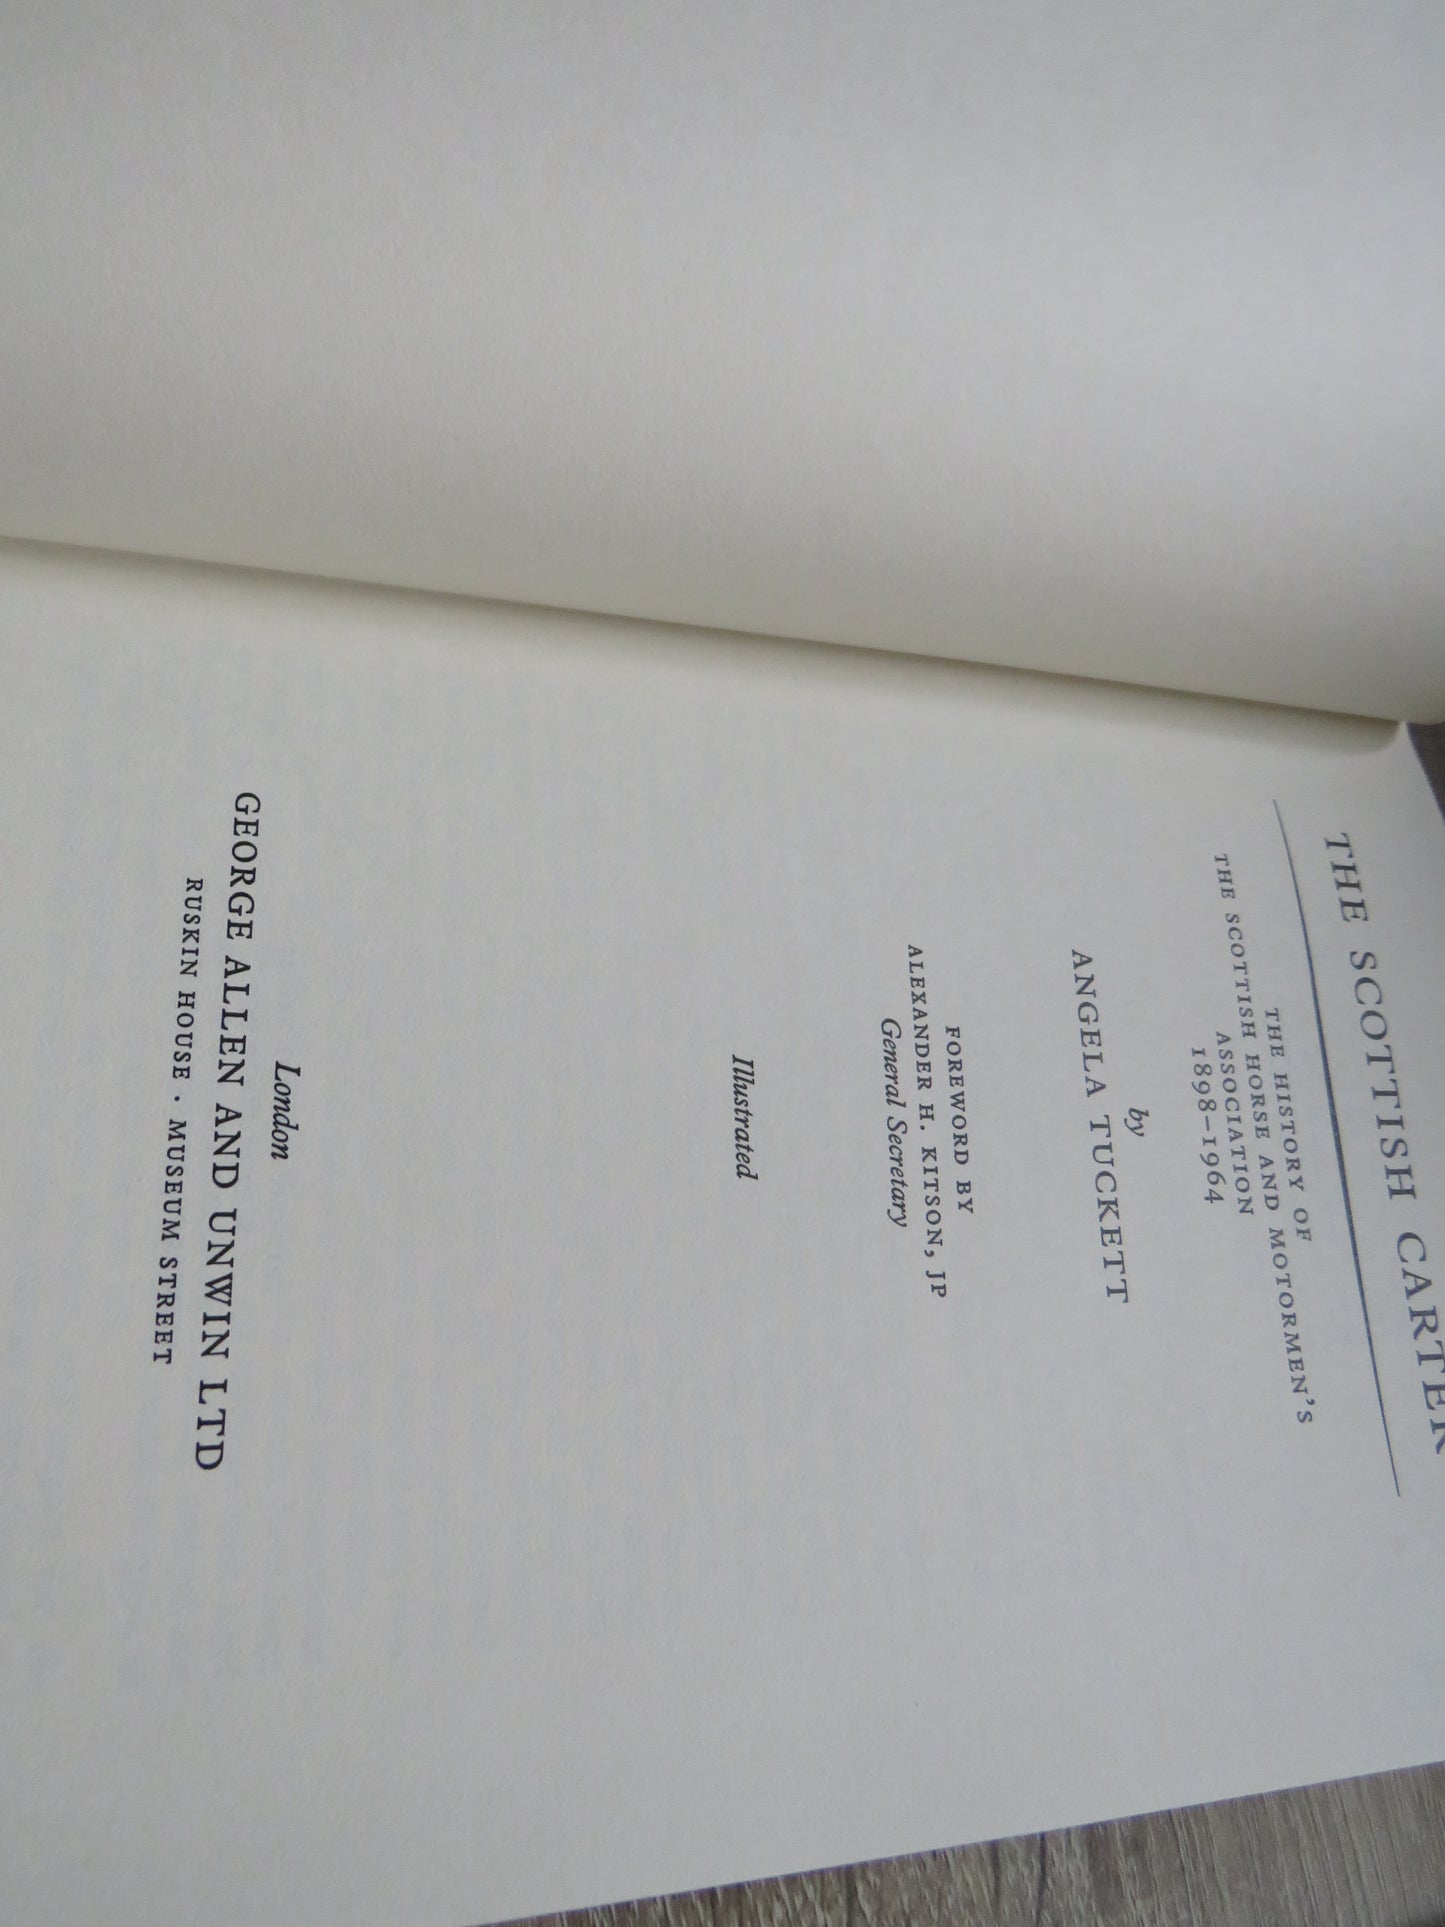 THE SCOTTISH CARTER
THE HISTORY OF
THE SCOTTISH HORSE AND MOTORMEN'S
ASSOCIATION
1898–1964
by
ANGELA TUCKETT
FOREWORD BY
ALEXANDER H. KITSON, JP
General Secretary
Illustrated
London
GEORGE ALLEN AND UNWIN LTD
RUSKIN HOUSE · MUSEUM STREET